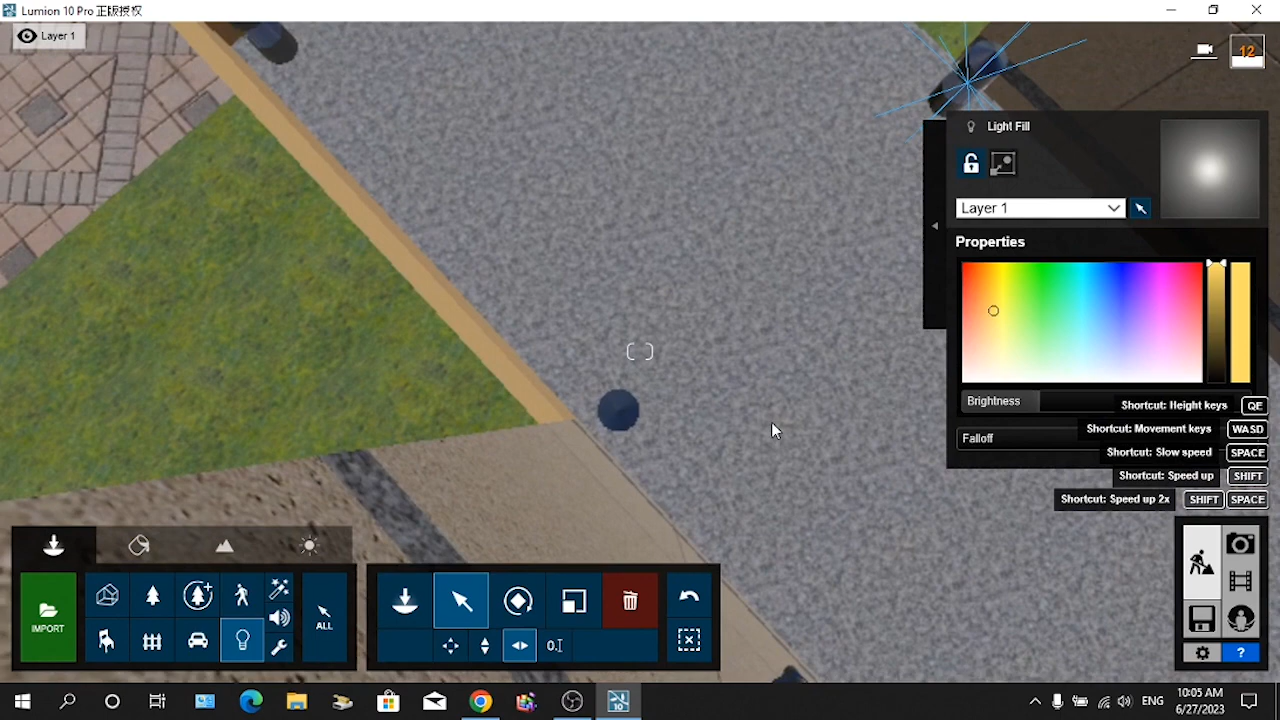 Lumion 10 Pro 正版授权
Layer 1
12
Light Fill
Layer 1
Properties
Brightness
Shortcut: Height keys QE
Falloff
Shortcut: Movement keys WASD
Shortcut: Slow speed SPACE
Shortcut: Speed up SHIFT
Shortcut: Speed up 2x SHIFT SPACE
IMPORT
ALL
?
ENG
10:05 AM
6/27/2023